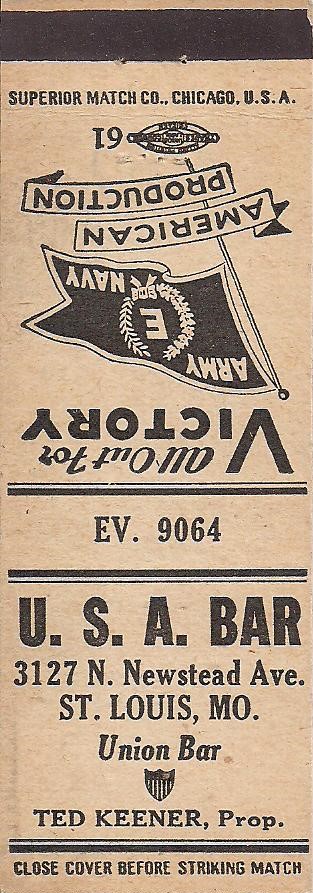 SUPERIOR MATCH CO., CHICAGO, U.S.A.
All Out For
VICTORY
ARMY E NAVY
AMERICAN
PRODUCTION
19
EV. 9064
U. S. A. BAR
3127 N. Newstead Ave.
ST. LOUIS, MO.
Union Bar
TED KEENER, Prop.
CLOSE COVER BEFORE STRIKING MATCH